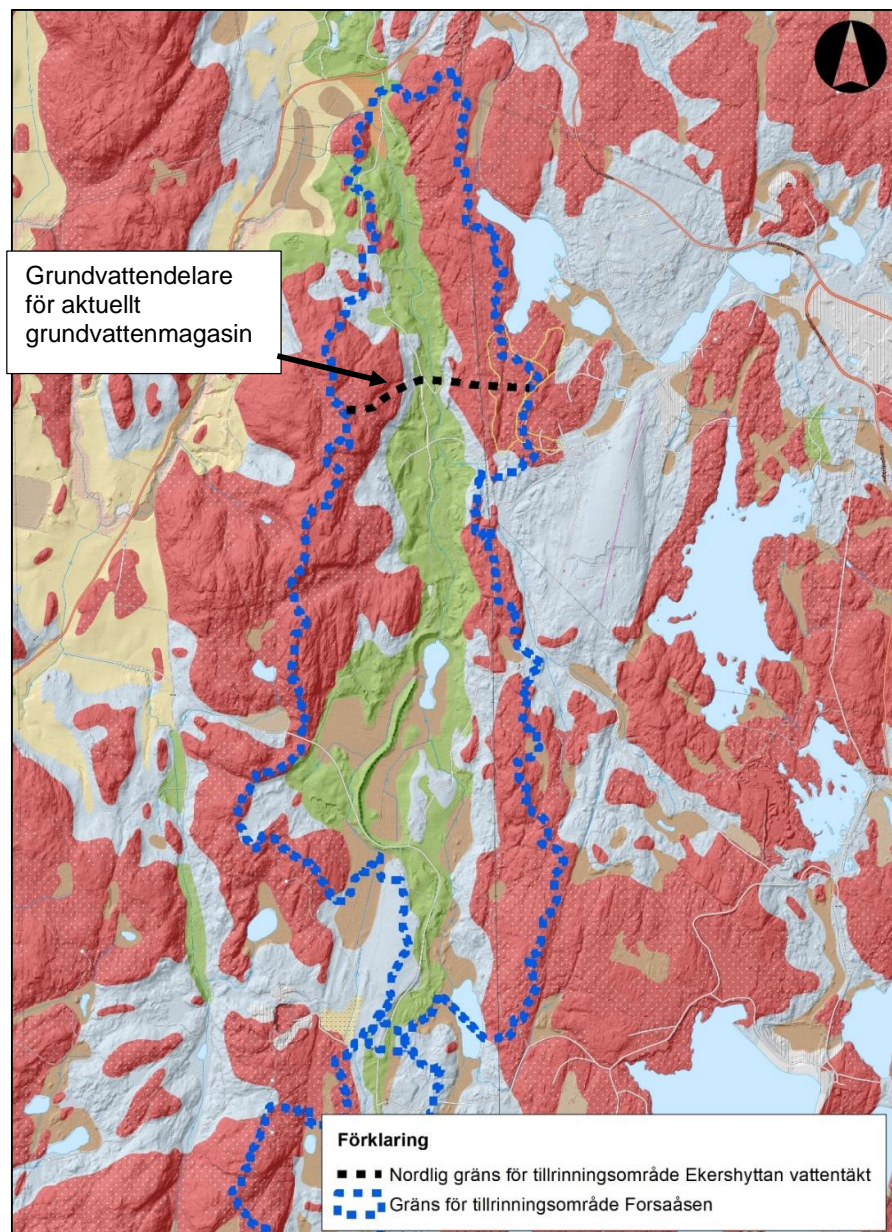 Grundvattendelare
för aktuellt
grundvattenmagasin
Förklaring
Nordlig gräns för tillrinningsområde Ekershyttan vattentäkt
Gräns för tillrinningsområde Forsaåsen